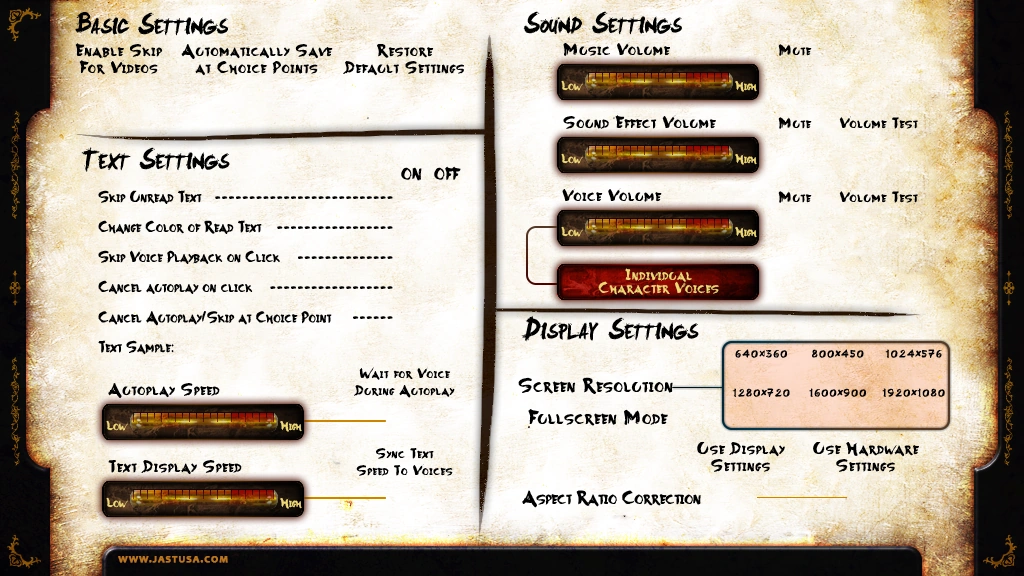 Basic Settings
Enable Skip For Videos
Automatically Save at Choice Points
Restore Default Settings
Text Settings
ON OFF
Skip Unread Text
Change Color of Read Text
Skip Voice Playback on Click
Cancel autoplay on click
Cancel Autoplay/Skip at Choice Point
Text Sample:
Wait for Voice During Autoplay
Autoplay Speed
Low High
Sync Text Speed To Voices
Text Display Speed
Low High
Sound Settings
Music Volume Mute
Low High
Sound Effect Volume Mute Volume Test
Low High
Voice Volume Mute Volume Test
Low High
Individual
Character Voices
Display Settings
640x360 800x450 1024x576
Screen Resolution
1280x720 1600x900 1920x1080
Fullscreen Mode
Use Display Settings
Use Hardware Settings
Aspect Ratio Correction
WWW.JASTUSA.COM